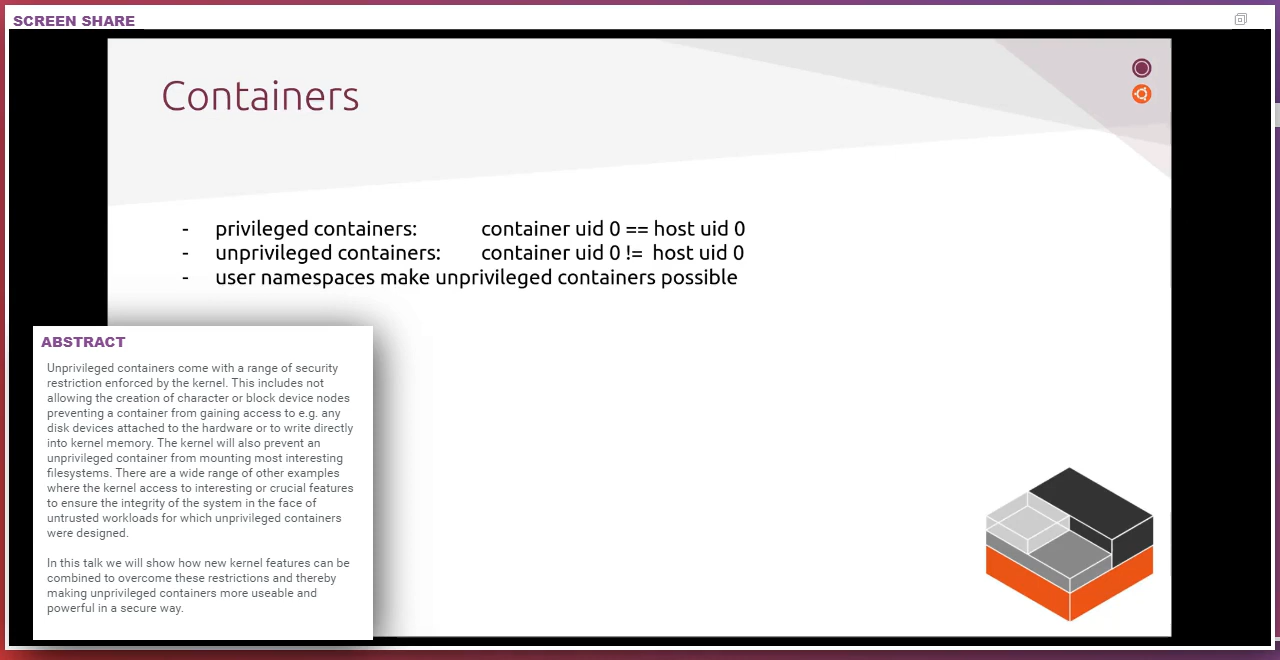 SCREEN SHARE
Containers
- privileged containers: container uid 0 == host uid 0
- unprivileged containers: container uid 0 != host uid 0
- user namespaces make unprivileged containers possible
ABSTRACT
Unprivileged containers come with a range of security
restriction enforced by the kernel. This includes not
allowing the creation of character or block device nodes
preventing a container from gaining access to e.g. any
disk devices attached to the hardware or to write directly
into kernel memory. The kernel will also prevent an
unprivileged container from mounting most interesting
filesystems. There are a wide range of other examples
where the kernel access to interesting or crucial features
to ensure the integrity of the system in the face of
untrusted workloads for which unprivileged containers
were designed.
In this talk we will show how new kernel features can be
combined to overcome these restrictions and thereby
making unprivileged containers more useable and
powerful in a secure way.